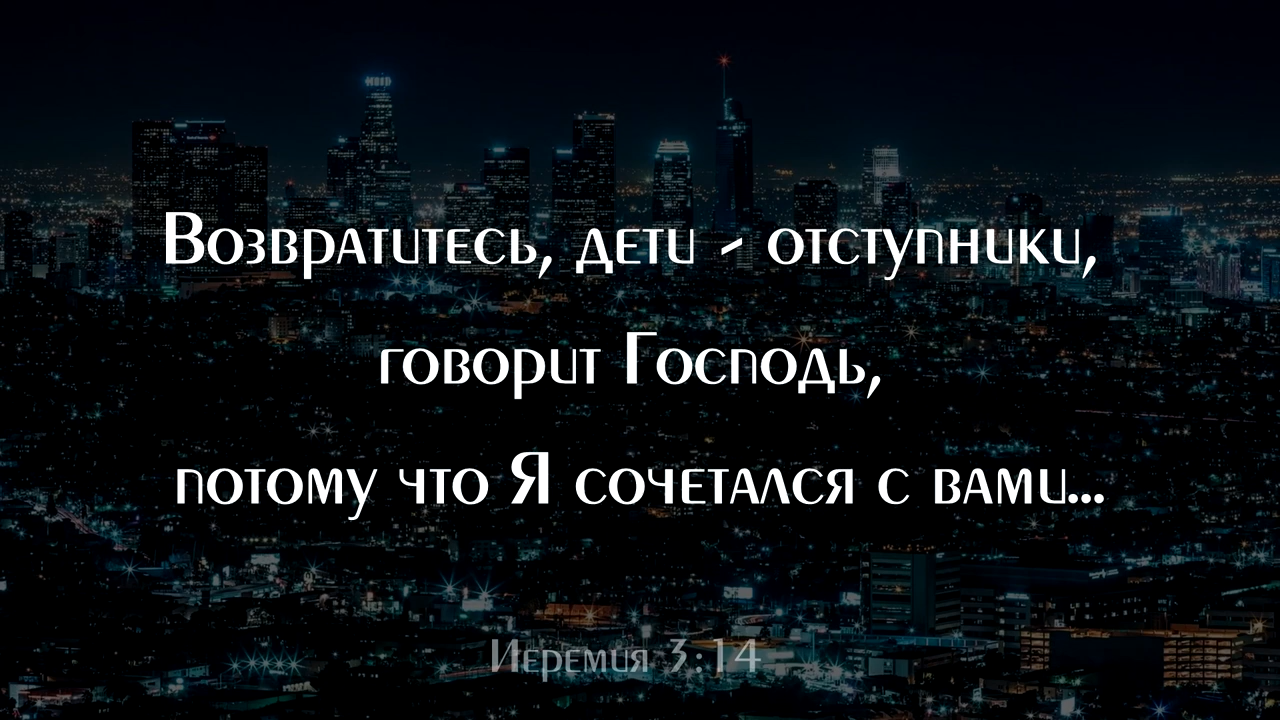 Возвратитесь, дети - отступники,
говорит Господь,
потому что Я сочетался с вами...
Иеремия 3:14